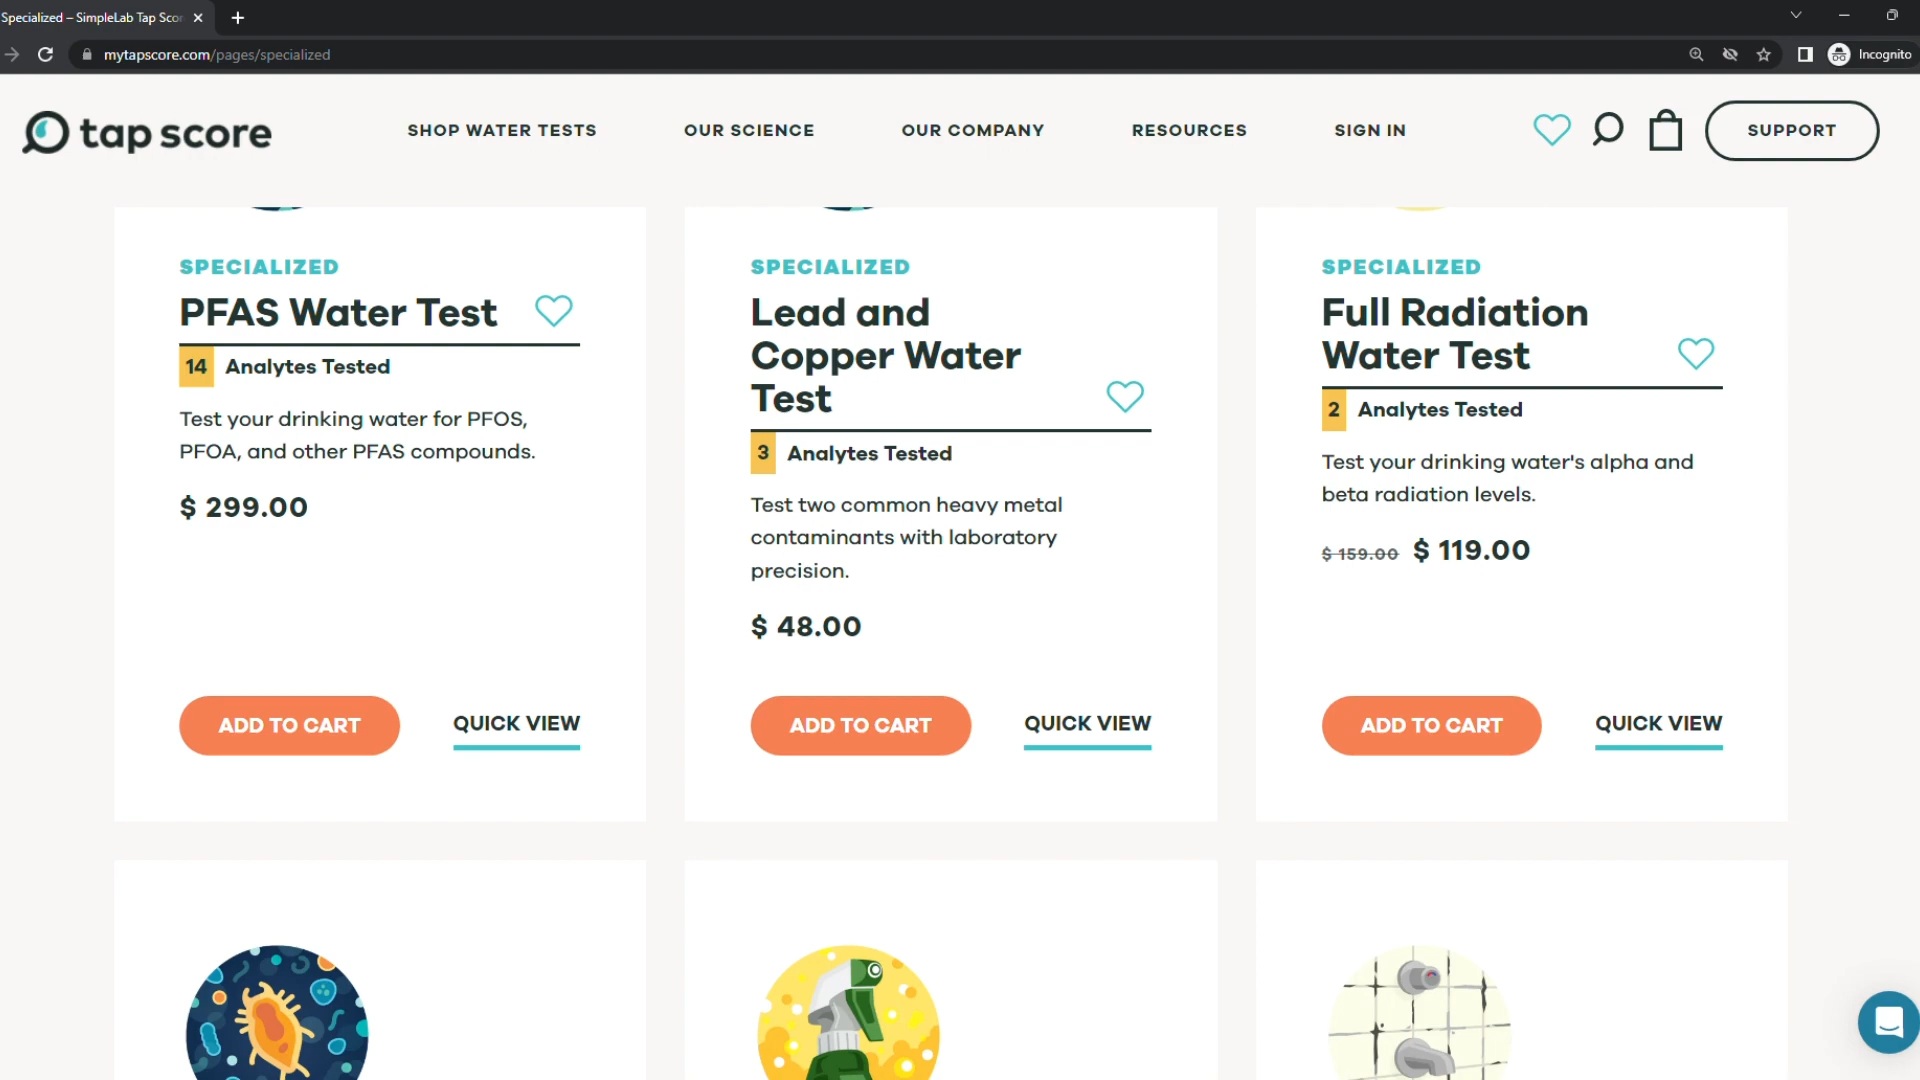 Specialized – SimpleLab Tap Scor
mytapscore.com/pages/specialized
Incognito
tap score
SHOP WATER TESTS
OUR SCIENCE
OUR COMPANY
RESOURCES
SIGN IN
SUPPORT
SPECIALIZED
PFAS Water Test
14 Analytes Tested
Test your drinking water for PFOS,
PFOA, and other PFAS compounds.
$ 299.00
ADD TO CART
QUICK VIEW
SPECIALIZED
Lead and
Copper Water
Test
3 Analytes Tested
Test two common heavy metal
contaminants with laboratory
precision.
$ 48.00
ADD TO CART
QUICK VIEW
SPECIALIZED
Full Radiation
Water Test
2 Analytes Tested
Test your drinking water's alpha and
beta radiation levels.
$ 159.00 $ 119.00
ADD TO CART
QUICK VIEW